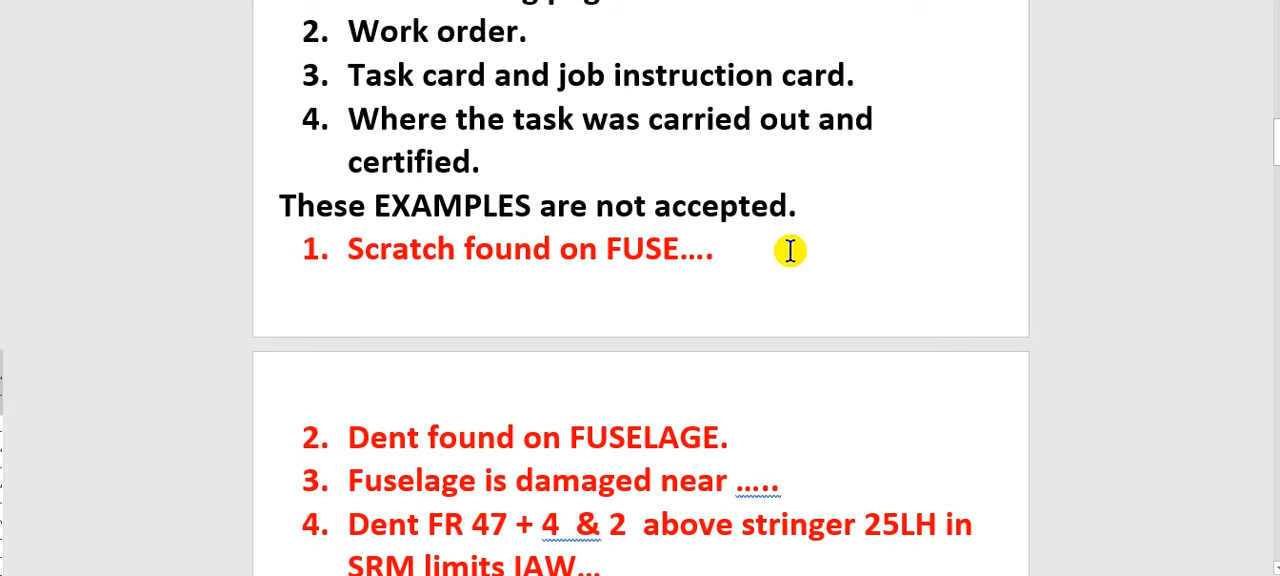 2. Work order.
3. Task card and job instruction card.
4. Where the task was carried out and
certified.
These EXAMPLES are not accepted.
1. Scratch found on FUSE....
2. Dent found on FUSELAGE.
3. Fuselage is damaged near .....
4. Dent FR 47 + 4 & 2 above stringer 25LH in
SRM limits IAW...